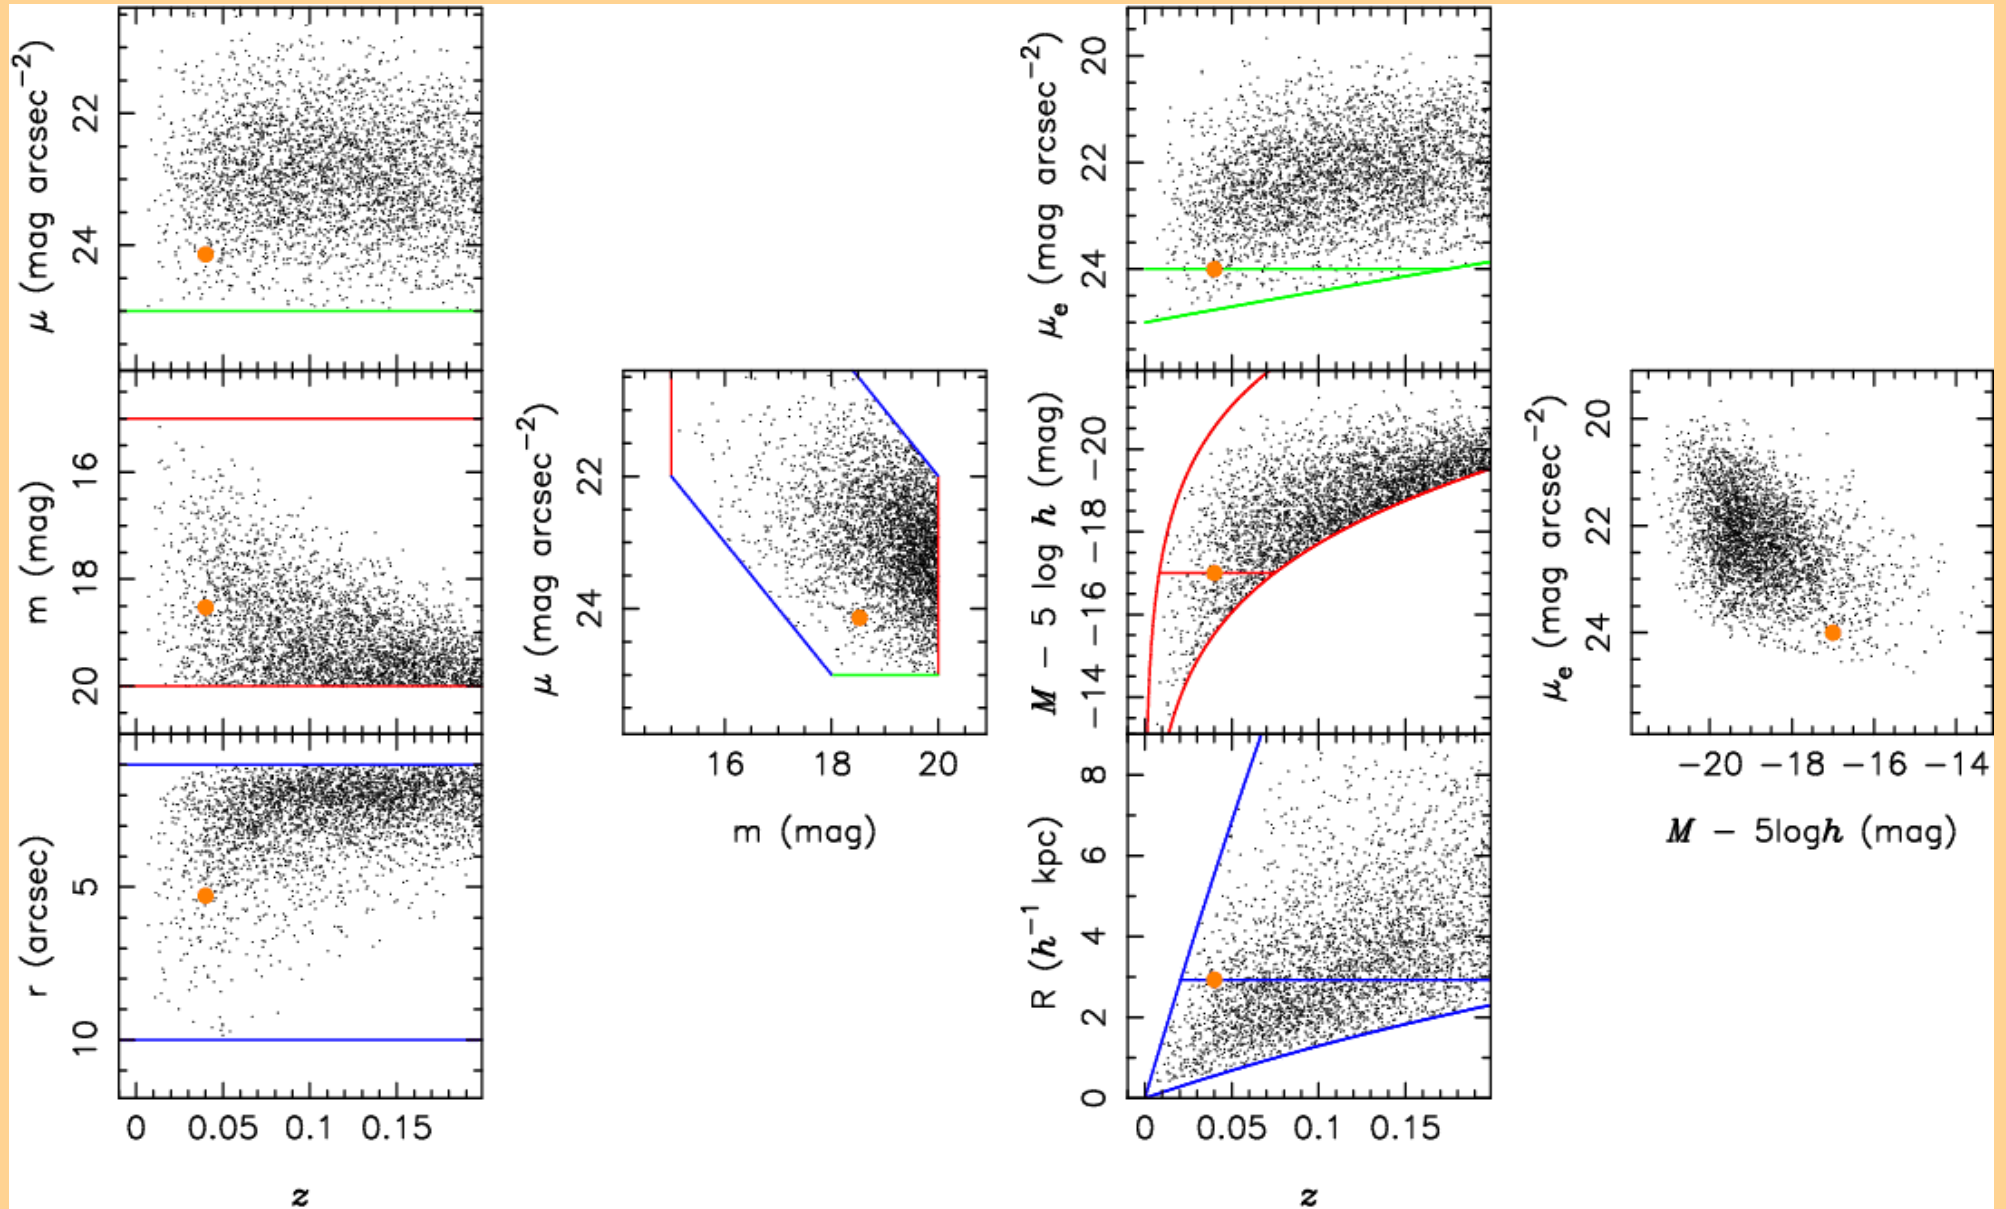 μ (mag arcsec⁻²)
22
24
m (mag)
16
18
20
r (arcsec)
5
10
0 0.05 0.1 0.15
z
μ (mag arcsec⁻²)
22
24
16 18 20
m (mag)
μₑ (mag arcsec⁻²)
20
22
24
M − 5 log h (mag)
−20
−18
−16
−14
R (h⁻¹ kpc)
8
6
4
2
0
0 0.05 0.1 0.15
z
μₑ (mag arcsec⁻²)
20
22
24
−20 −18 −16 −14
M − 5logh (mag)